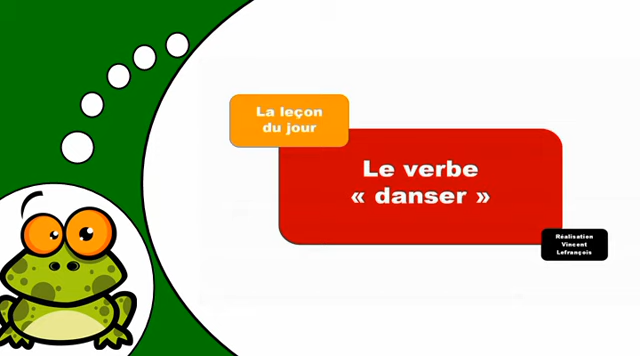 La leçon
du jour
Le verbe
« danser »
Réalisation
Vincent
Lefrançois